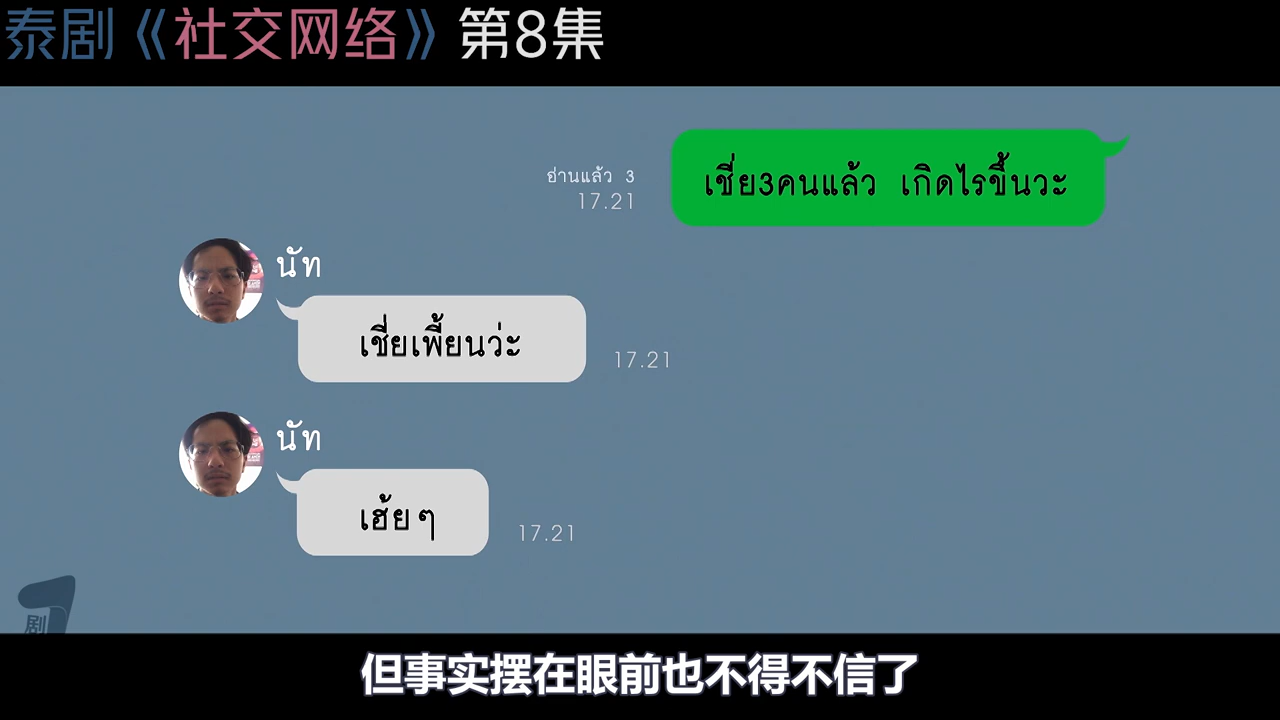 泰剧《社交网络》第8集
เชี่ย3คนแล้ว เกิดไรขึ้นวะ
อ่านแล้ว 3
17.21
นัท
เชี่ยเพี้ยนว่ะ
17.21
นัท
เฮ้ยๆ
17.21
剧
但事实摆在眼前也不得不信了